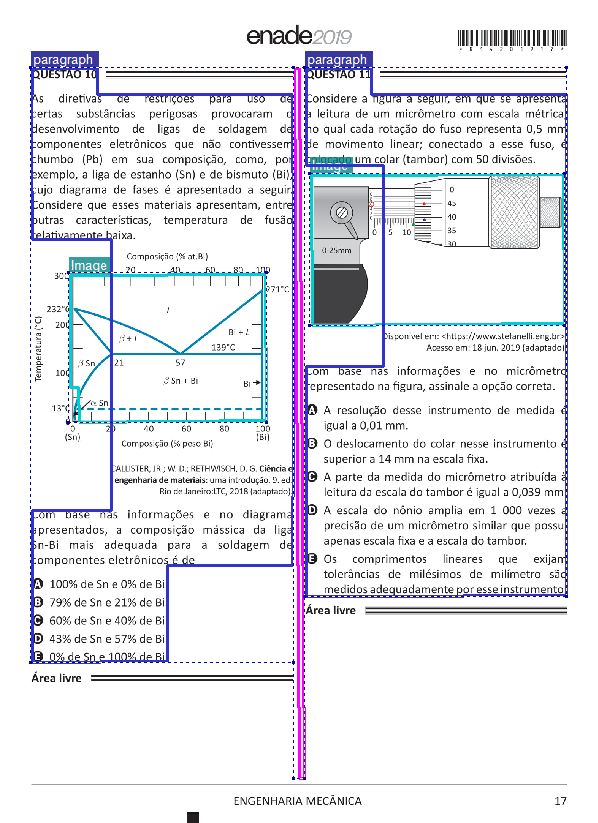 enade2019
paragraph
QUESTÃO 10
As diretivas de restrições para uso de
certas substâncias perigosas provocaram o
desenvolvimento de ligas de soldagem de
componentes eletrônicos que não contivessem
chumbo (Pb) em sua composição, como, por
exemplo, a liga de estanho (Sn) e de bismuto (Bi),
cujo diagrama de fases é apresentado a seguir.
Considere que esses materiais apresentam, entre
outras características, temperatura de fusão
relativamente baixa.
Image
Composição (% at.Bi)
20 40 60 80 100
300
271°C
232°C
L
200
β + L
Bi + L
139°C
β Sn
21
57
100
β Sn + Bi
Bi
α Sn
13°C
0 20 40 60 80 100
(Sn) (Bi)
Temperatura (°C)
Composição (% peso Bi)
CALLISTER, JR ; W. D.; RETHWISCH, D. G. Ciência e
engenharia de materiais: uma introdução. 9. ed.
Rio de Janeiro:LTC, 2018 (adaptado).
Com base nas informações e no diagrama
apresentados, a composição mássica da liga
Sn-Bi mais adequada para a soldagem de
componentes eletrônicos é de
A 100% de Sn e 0% de Bi
B 79% de Sn e 21% de Bi
C 60% de Sn e 40% de Bi
D 43% de Sn e 57% de Bi
E 0% de Sn e 100% de Bi
Área livre
paragraph
QUESTÃO 11
Considere a figura a seguir, em que se apresenta
a leitura de um micrômetro com escala métrica,
no qual cada rotação do fuso representa 0,5 mm
de movimento linear; conectado a esse fuso, é
colocado um colar (tambor) com 50 divisões.
Image
0
45
40
35
30
0 5 10
0-25mm
Disponível em: <https://www.stefanelli.eng.br>
Acesso em: 18 jun. 2019 (adaptado)
Com base nas informações e no micrômetro
representado na figura, assinale a opção correta.
A A resolução desse instrumento de medida é
igual a 0,01 mm.
B O deslocamento do colar nesse instrumento é
superior a 14 mm na escala fixa.
C A parte da medida do micrômetro atribuída à
leitura da escala do tambor é igual a 0,039 mm
D A escala do nônio amplia em 1 000 vezes a
precisão de um micrômetro similar que possui
apenas escala fixa e a escala do tambor.
E Os comprimentos lineares que exijam
tolerâncias de milésimos de milímetro são
medidos adequadamente por esse instrumento.
Área livre
ENGENHARIA MECÂNICA
17